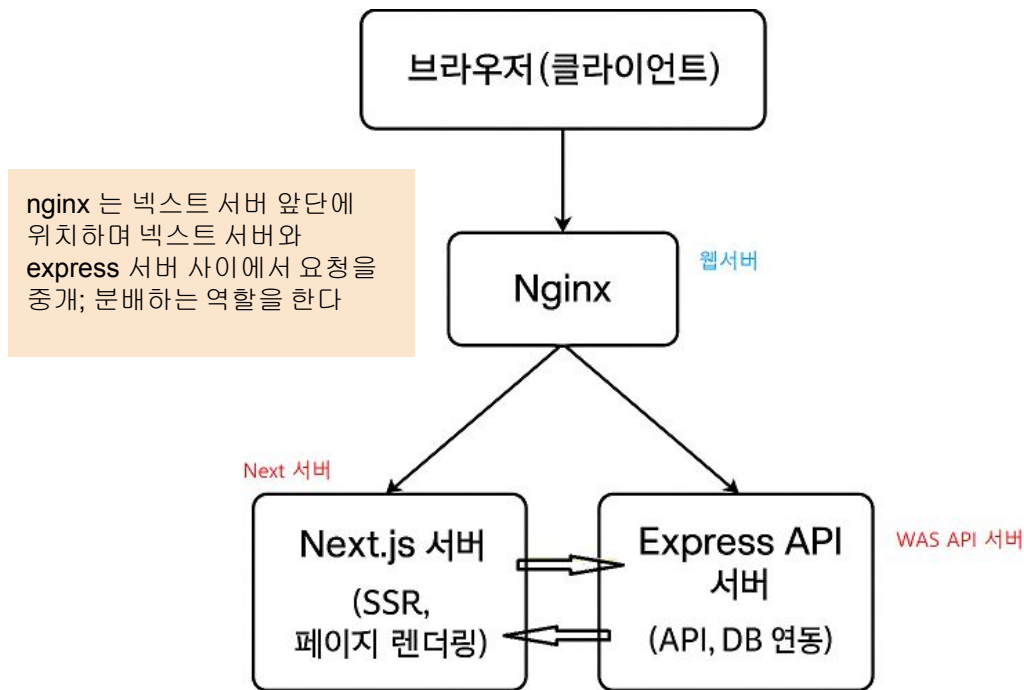 브라우저(클라이언트)
nginx 는 넥스트 서버 앞단에
위치하며 넥스트 서버와
express 서버 사이에서 요청을
중개; 분배하는 역할을 한다
Nginx
웹서버
Next 서버
Next.js 서버
(SSR,
페이지 렌더링)
Express API
서버
(API, DB 연동)
WAS API 서버